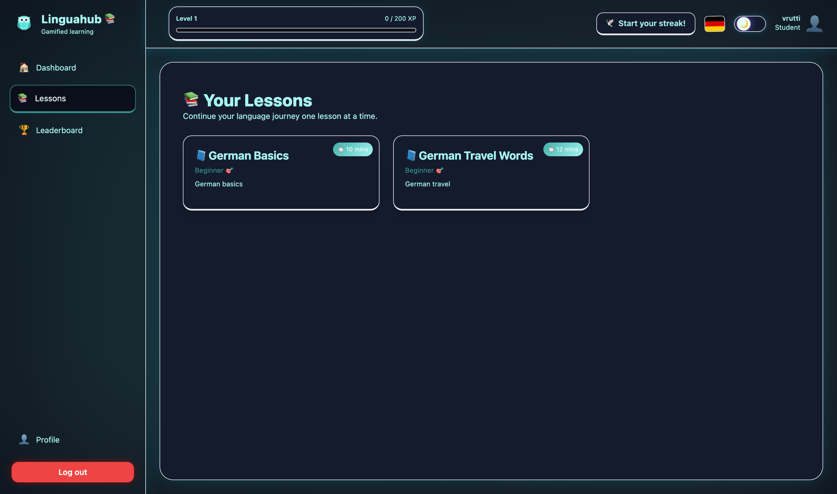 Linguahub
Gamified learning
Level 1
0 / 200 XP
Start your streak!
vrutti
Student
Dashboard
Lessons
Leaderboard
Your Lessons
Continue your language journey one lesson at a time.
10 mins
German Basics
Beginner
German basics
12 mins
German Travel Words
Beginner
German travel
Profile
Log out